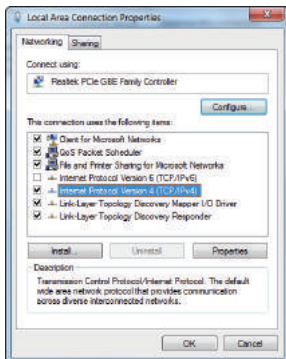 Local Area Connection Properties
Networking Sharing
Connect using:
Realtek PCIe GBE Family Controller
Configure...
This connection uses the following items:
Client for Microsoft Networks
QoS Packet Scheduler
File and Printer Sharing for Microsoft Networks
Internet Protocol Version 6 (TCP/IPv6)
Internet Protocol Version 4 (TCP/IPv4)
Link-Layer Topology Discovery Mapper I/O Driver
Link-Layer Topology Discovery Responder
Install... Uninstall Properties
Description
Transmission Control Protocol/Internet Protocol. The default
wide area network protocol that provides communication
across diverse interconnected networks.
OK Cancel